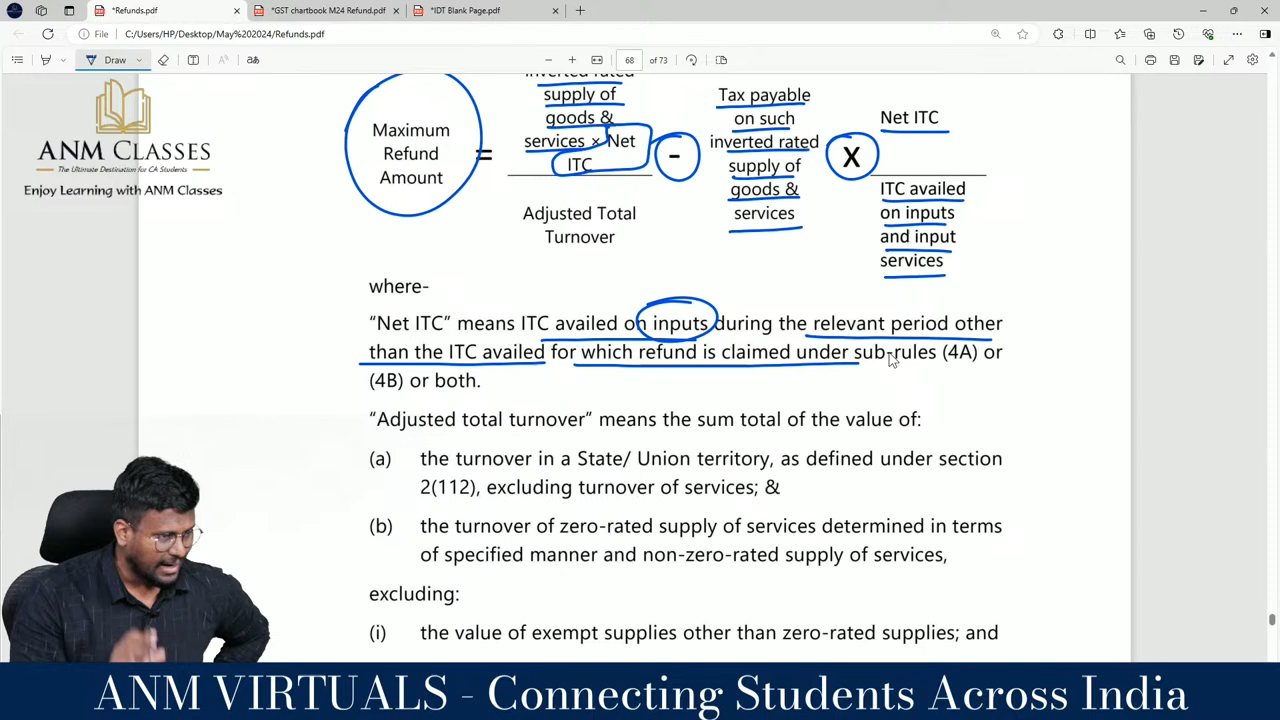 *Refunds.pdf
*GST chartbook M24 Refund.pdf
*IDT Blank Page.pdf
File
C:/Users/HP/Desktop/May%202024/Refunds.pdf
Draw
68 of 73
ANM CLASSES
The Ultimate Destination for CA Students
Enjoy Learning with ANM Classes
Maximum
Refund
Amount
=
inverted rated
supply of
goods &
services × Net
ITC
Adjusted Total
Turnover
-
Tax payable
on such
inverted rated
supply of
goods &
services
X
Net ITC
ITC availed
on inputs
and input
services
where-
“Net ITC” means ITC availed on inputs during the relevant period other
than the ITC availed for which refund is claimed under sub-rules (4A) or
(4B) or both.
“Adjusted total turnover” means the sum total of the value of:
(a) the turnover in a State/ Union territory, as defined under section
2(112), excluding turnover of services; &
(b) the turnover of zero-rated supply of services determined in terms
of specified manner and non-zero-rated supply of services,
excluding:
(i) the value of exempt supplies other than zero-rated supplies; and
ANM VIRTUALS - Connecting Students Across India